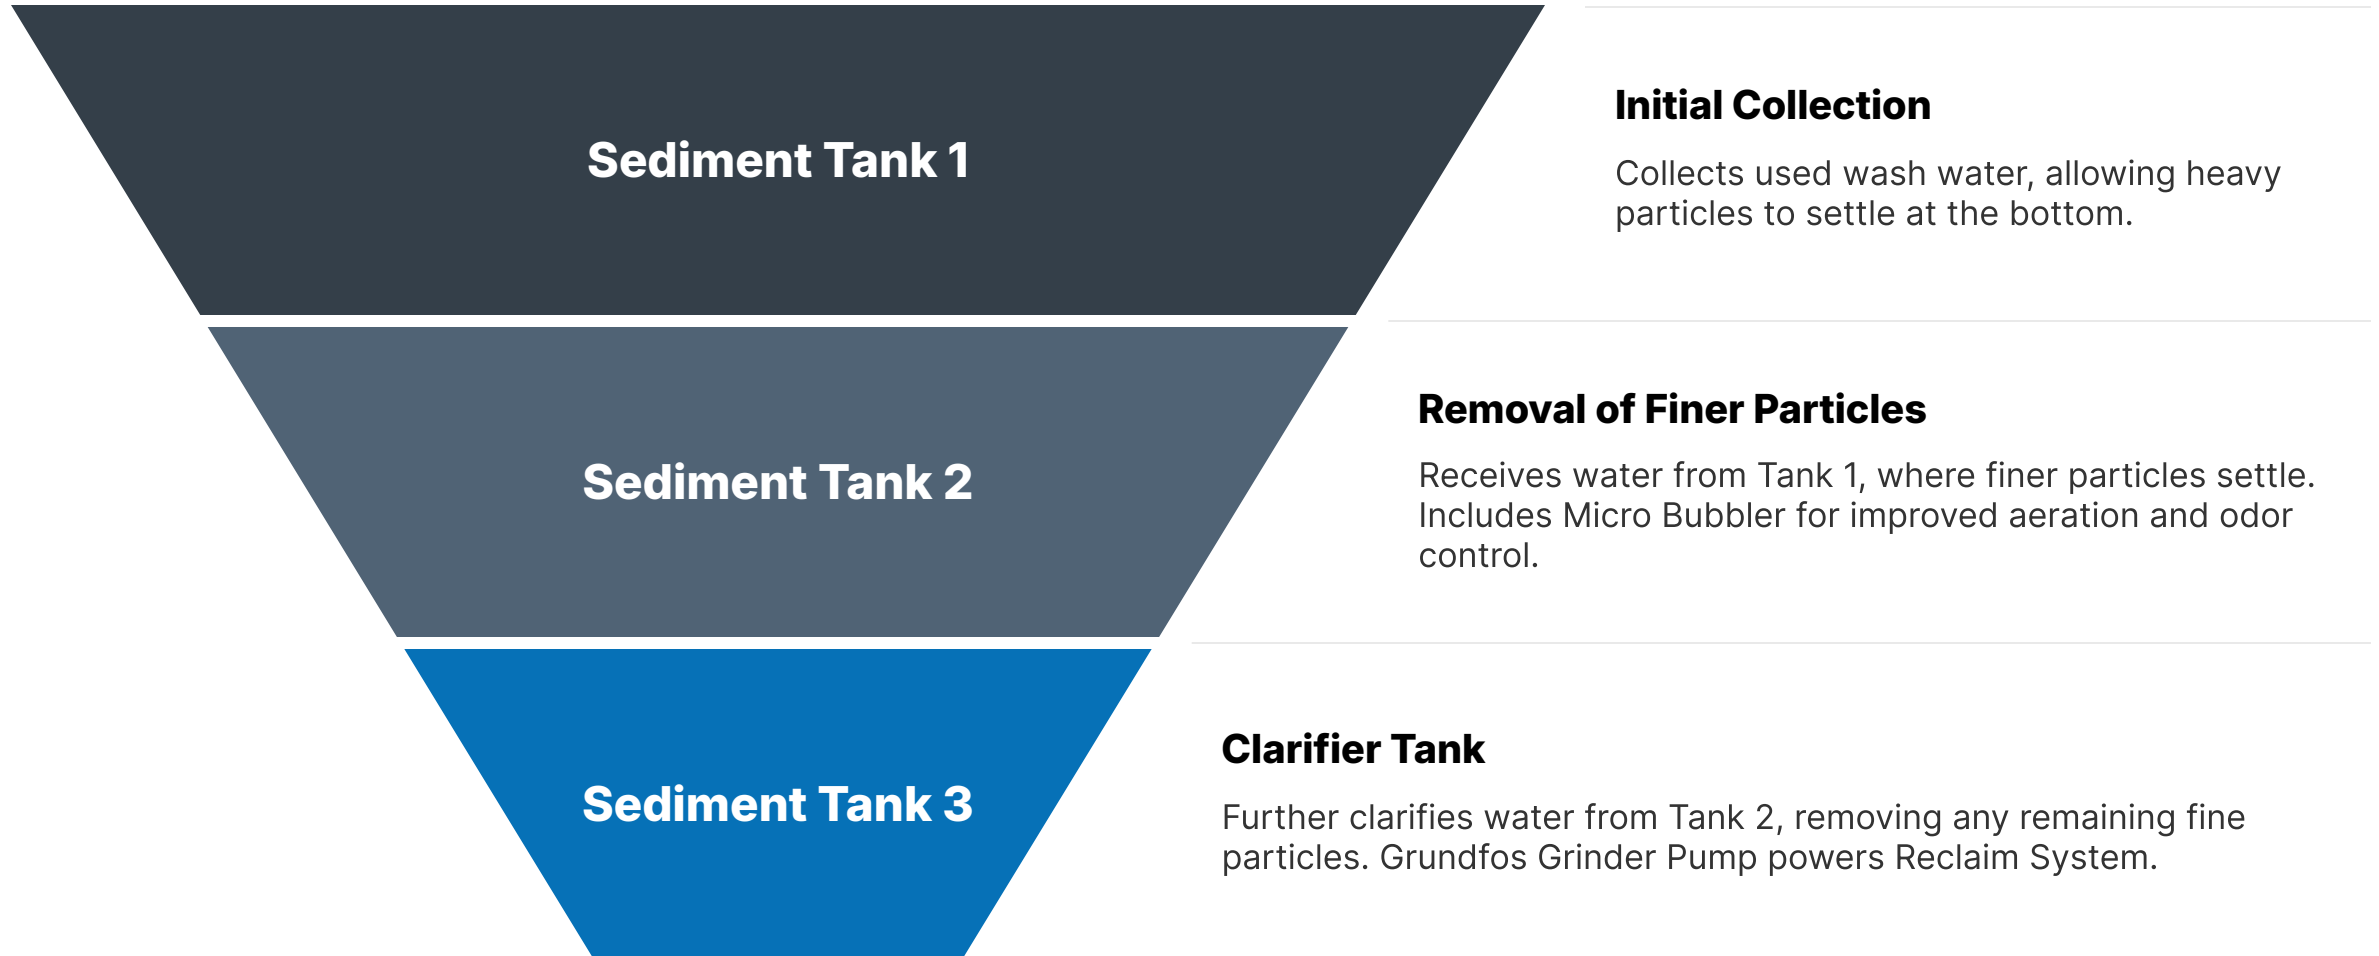 Sediment Tank 1
Initial Collection
Collects used wash water, allowing heavy
particles to settle at the bottom.
Sediment Tank 2
Removal of Finer Particles
Receives water from Tank 1, where finer particles settle.
Includes Micro Bubbler for improved aeration and odor
control.
Sediment Tank 3
Clarifier Tank
Further clarifies water from Tank 2, removing any remaining fine
particles. Grundfos Grinder Pump powers Reclaim System.